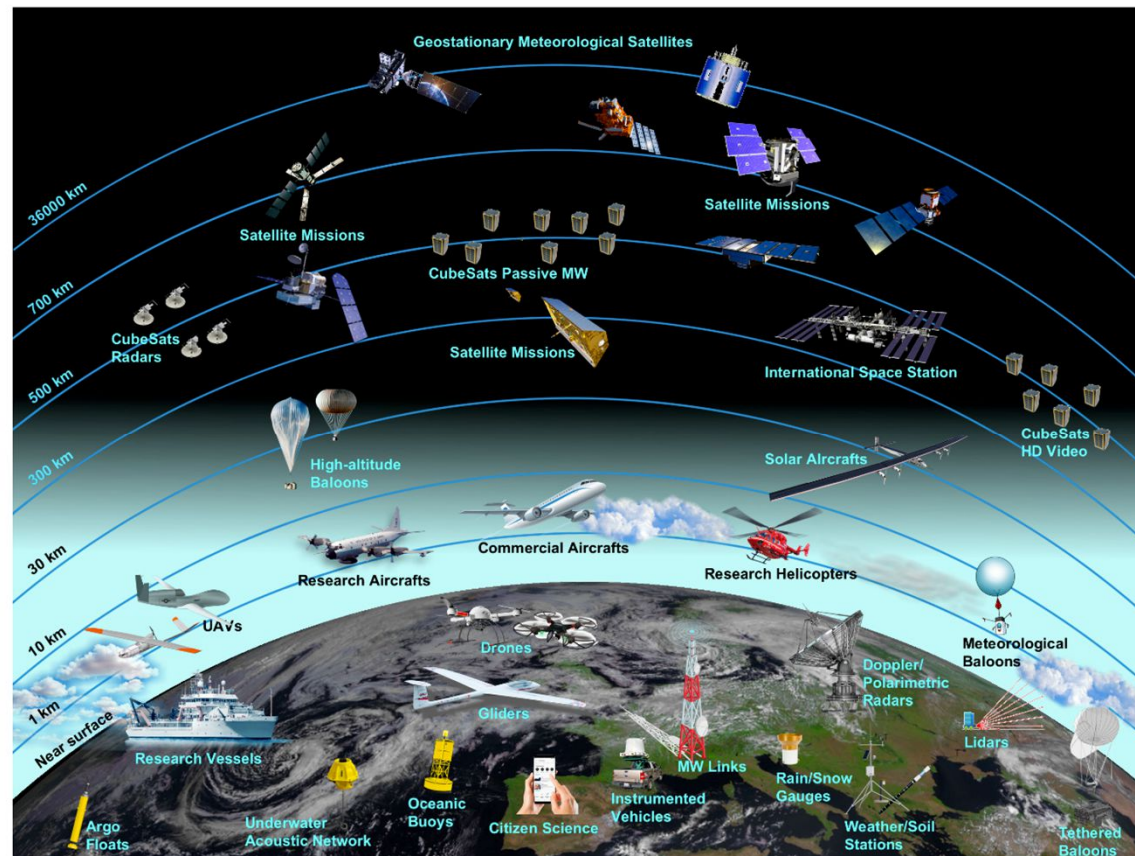 Geostationary Meteorological Satellites
36000 km
Satellite Missions
Satellite Missions
700 km
CubeSats Passive MW
CubeSats
Radars
Satellite Missions
International Space Station
500 km
CubeSats
HD Video
300 km
High-altitude
Baloons
Solar AIrcrafts
30 km
Commercial Aircrafts
Research Aircrafts
Research Helicopters
10 km
UAVs
Meteorological
Baloons
Drones
Doppler/
Polarimetric
Radars
1 km
Gliders
Near surface
Research Vessels
Lidars
MW Links
Rain/Snow
Gauges
Oceanic
Buoys
Instrumented
Vehicles
Citizen Science
Argo
Floats
Underwater
Acoustic Network
Weather/Soil
Stations
Tethered
Baloons